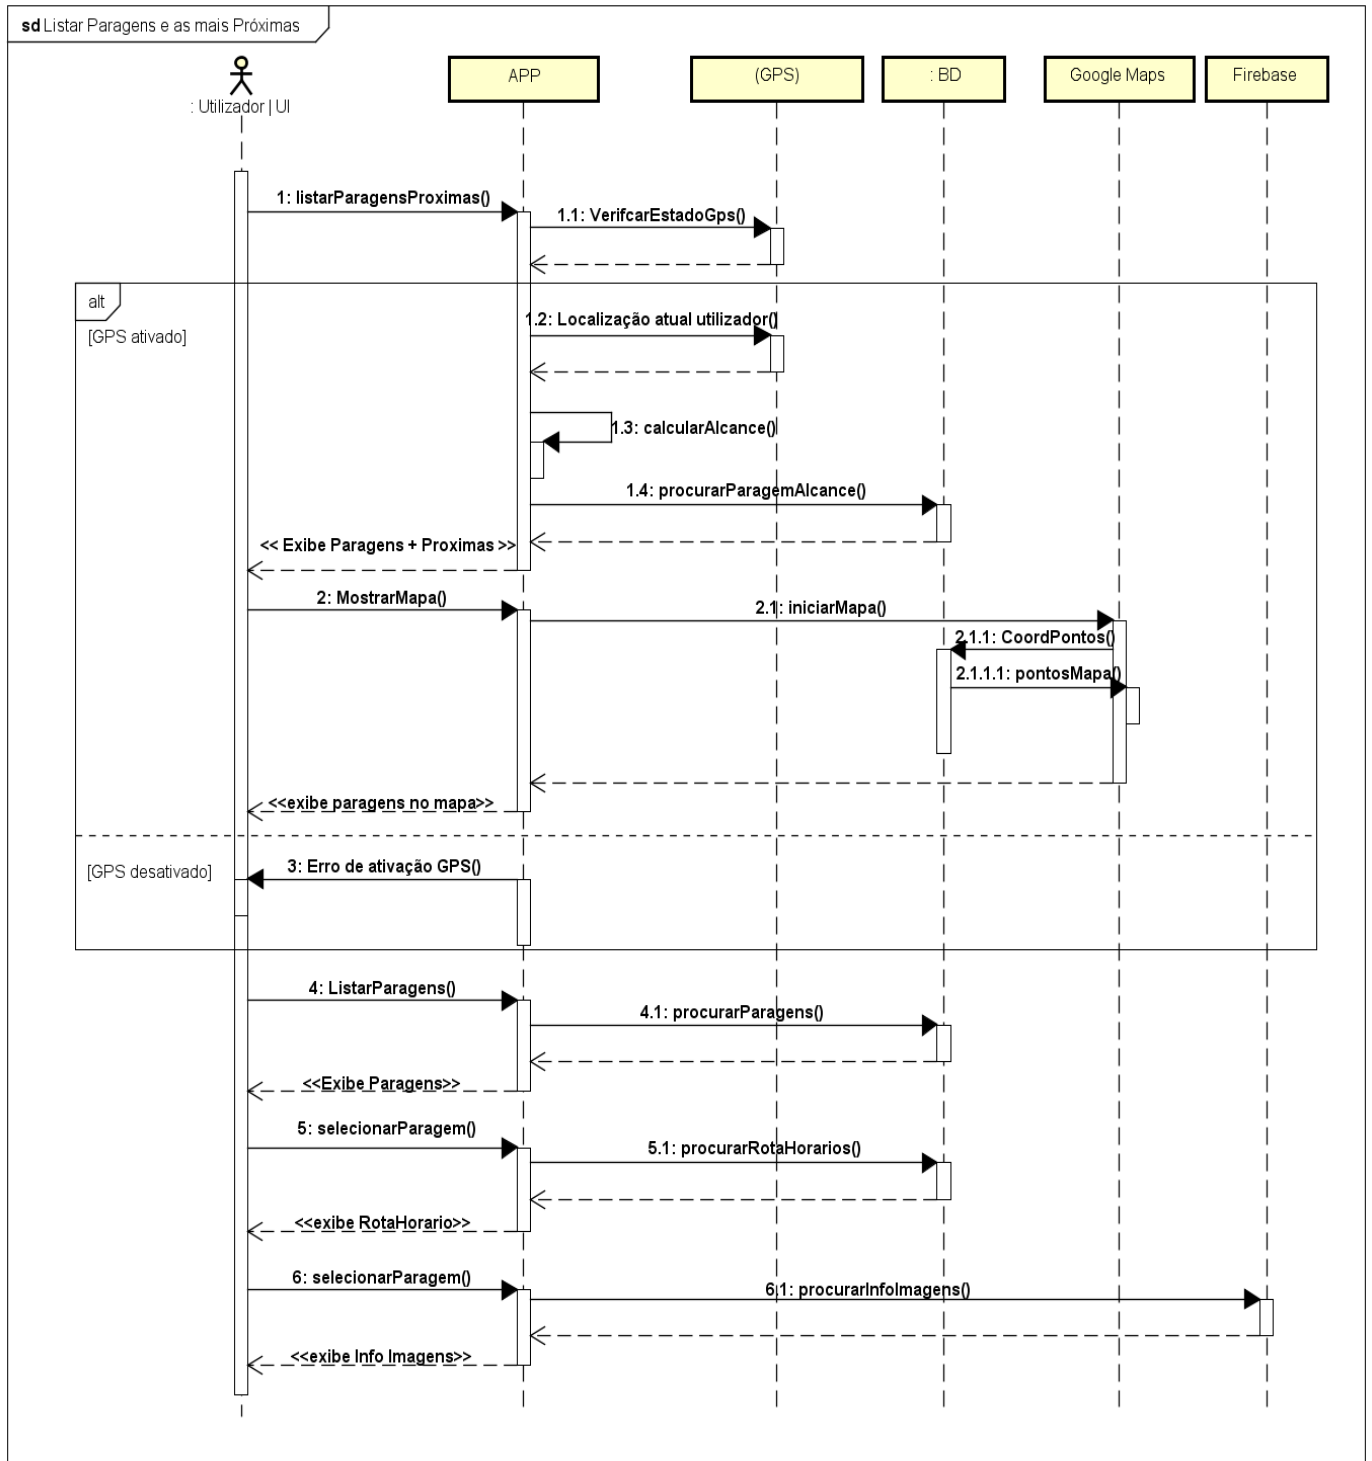 sd Listar Paragens e as mais Próximas
: Utilizador | UI
APP
(GPS)
: BD
Google Maps
Firebase
1: listarParagensProximas()
1.1: VerifcarEstadoGps()
alt
[GPS ativado]
1.2: Localização atual utilizador()
1.3: calcularAlcance()
1.4: procurarParagemAlcance()
<< Exibe Paragens + Proximas >>
2: MostrarMapa()
2.1: iniciarMapa()
2.1.1: CoordPontos()
2.1.1.1: pontosMapa()
<<exibe paragens no mapa>>
[GPS desativado]
3: Erro de ativação GPS()
4: ListarParagens()
4.1: procurarParagens()
<<Exibe Paragens>>
5: selecionarParagem()
5.1: procurarRotaHorarios()
<<exibe RotaHorario>>
6: selecionarParagem()
6.1: procurarInfoImagens()
<<exibe Info Imagens>>